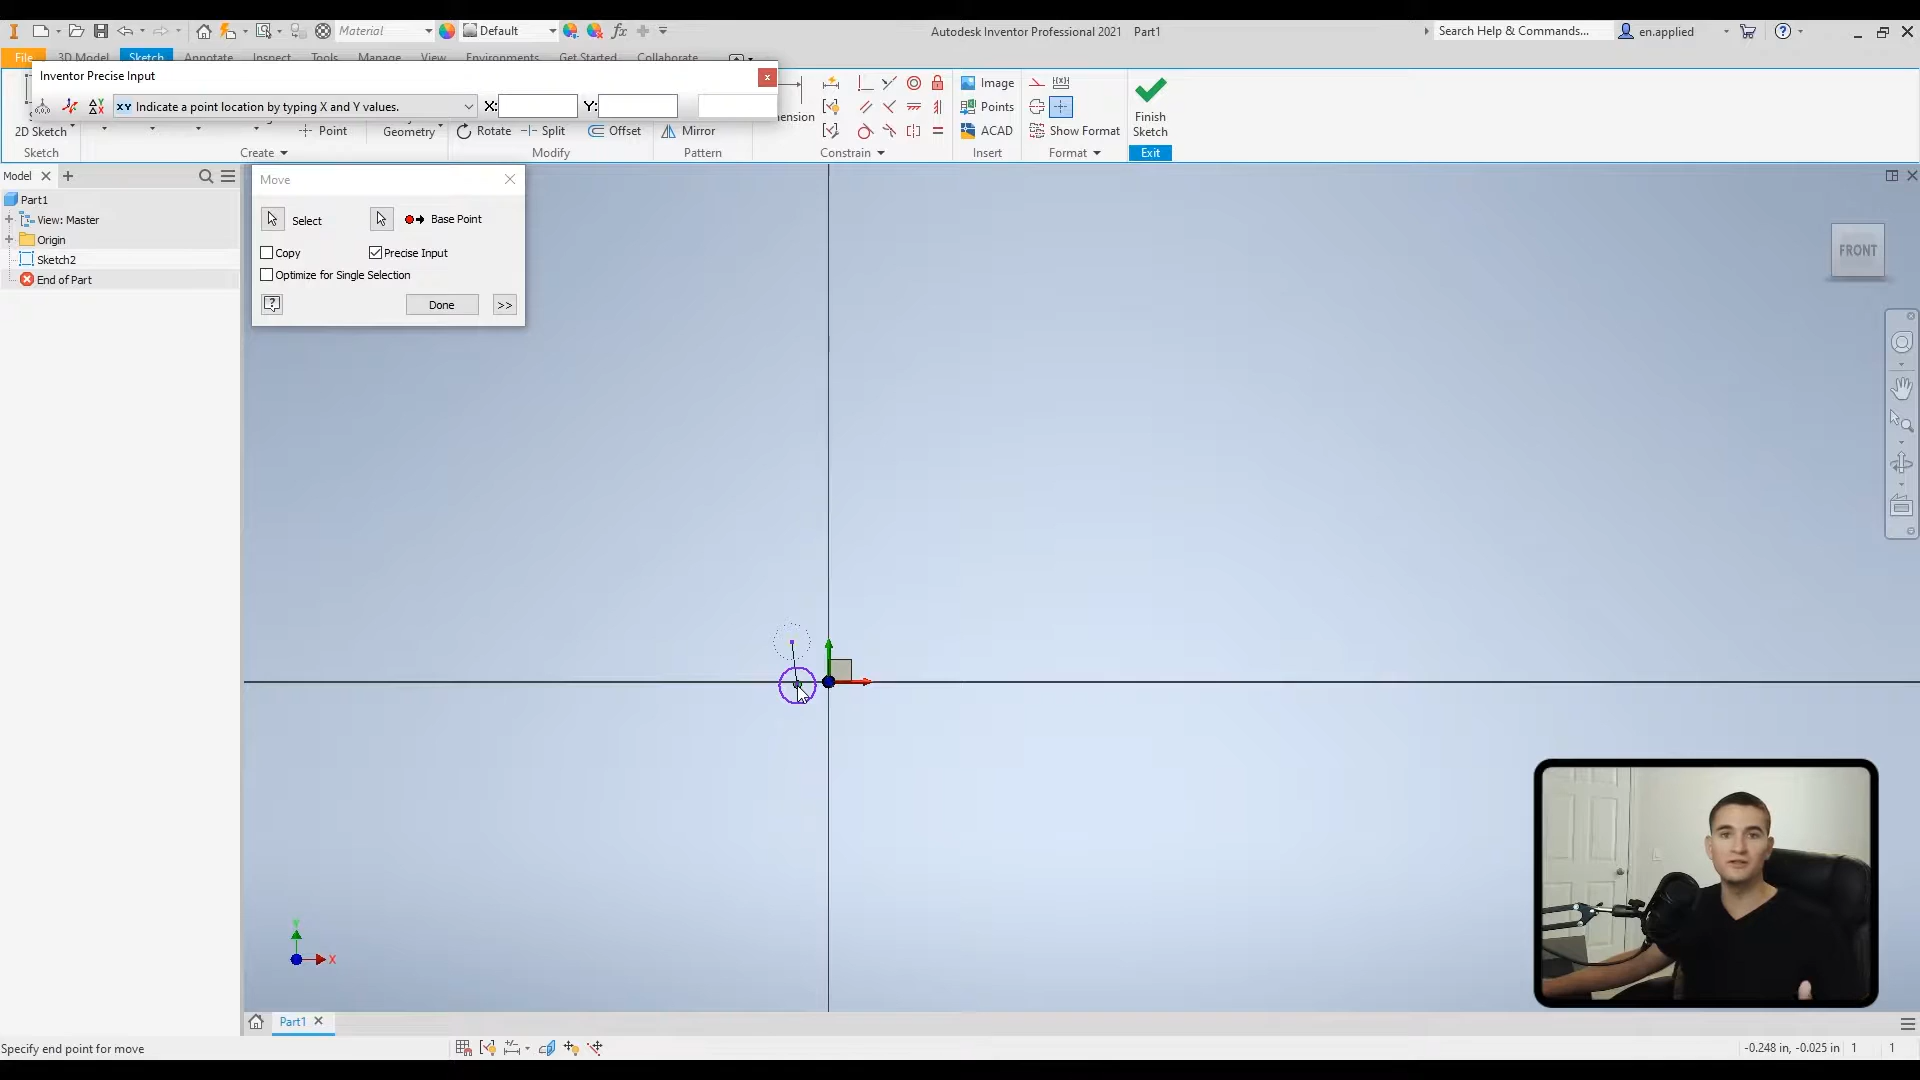 Material
Default
Autodesk Inventor Professional 2021 Part1
Search Help & Commands...
en.applied
File 3D Model Sketch Annotate Inspect Tools Management View Environments Get Started Collaborate
Inventor Precise Input
x
XY Indicate a point location by typing X and Y values.
X:
Y:
2D Sketch
Point
Geometry
Rotate
Split
Offset
Mirror
Image
Points
ACAD
Show Format
Finish
Sketch
Sketch
Create
Modify
Pattern
Constrain
Insert
Format
Exit
Model
Part1
View: Master
Origin
Sketch2
End of Part
Move
Select
Base Point
Copy
Precise Input
Optimize for Single Selection
?
Done
>>
FRONT
Y
X
Part1
Specify end point for move
-0.248 in, -0.025 in 1 1